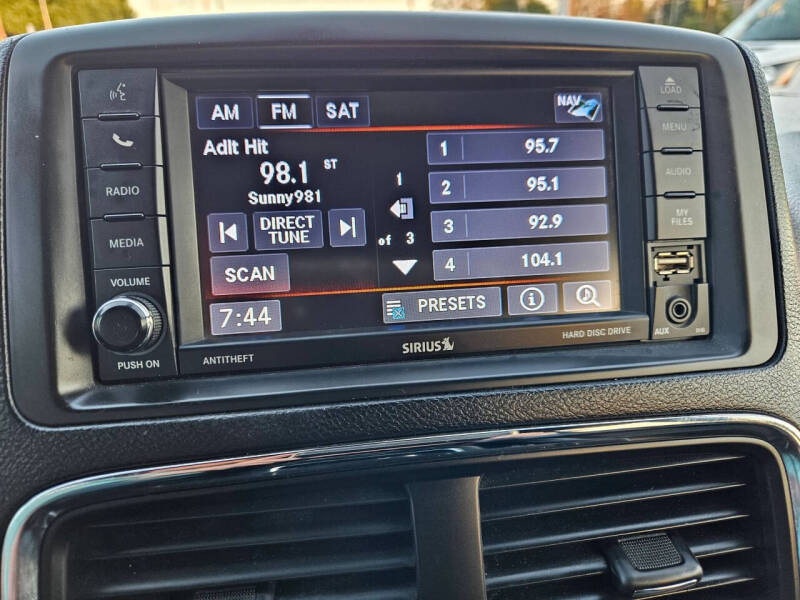 AM FM SAT NAV
LOAD
MENU
AUDIO
MY FILES
RADIO
MEDIA
VOLUME
PUSH ON
Adlt Hit
98.1 ST
Sunny981
DIRECT TUNE
SCAN
7:44
1
of 3
1 95.7
2 95.1
3 92.9
4 104.1
PRESETS
i
ANTITHEFT
SIRIUS
HARD DISC DRIVE
AUX